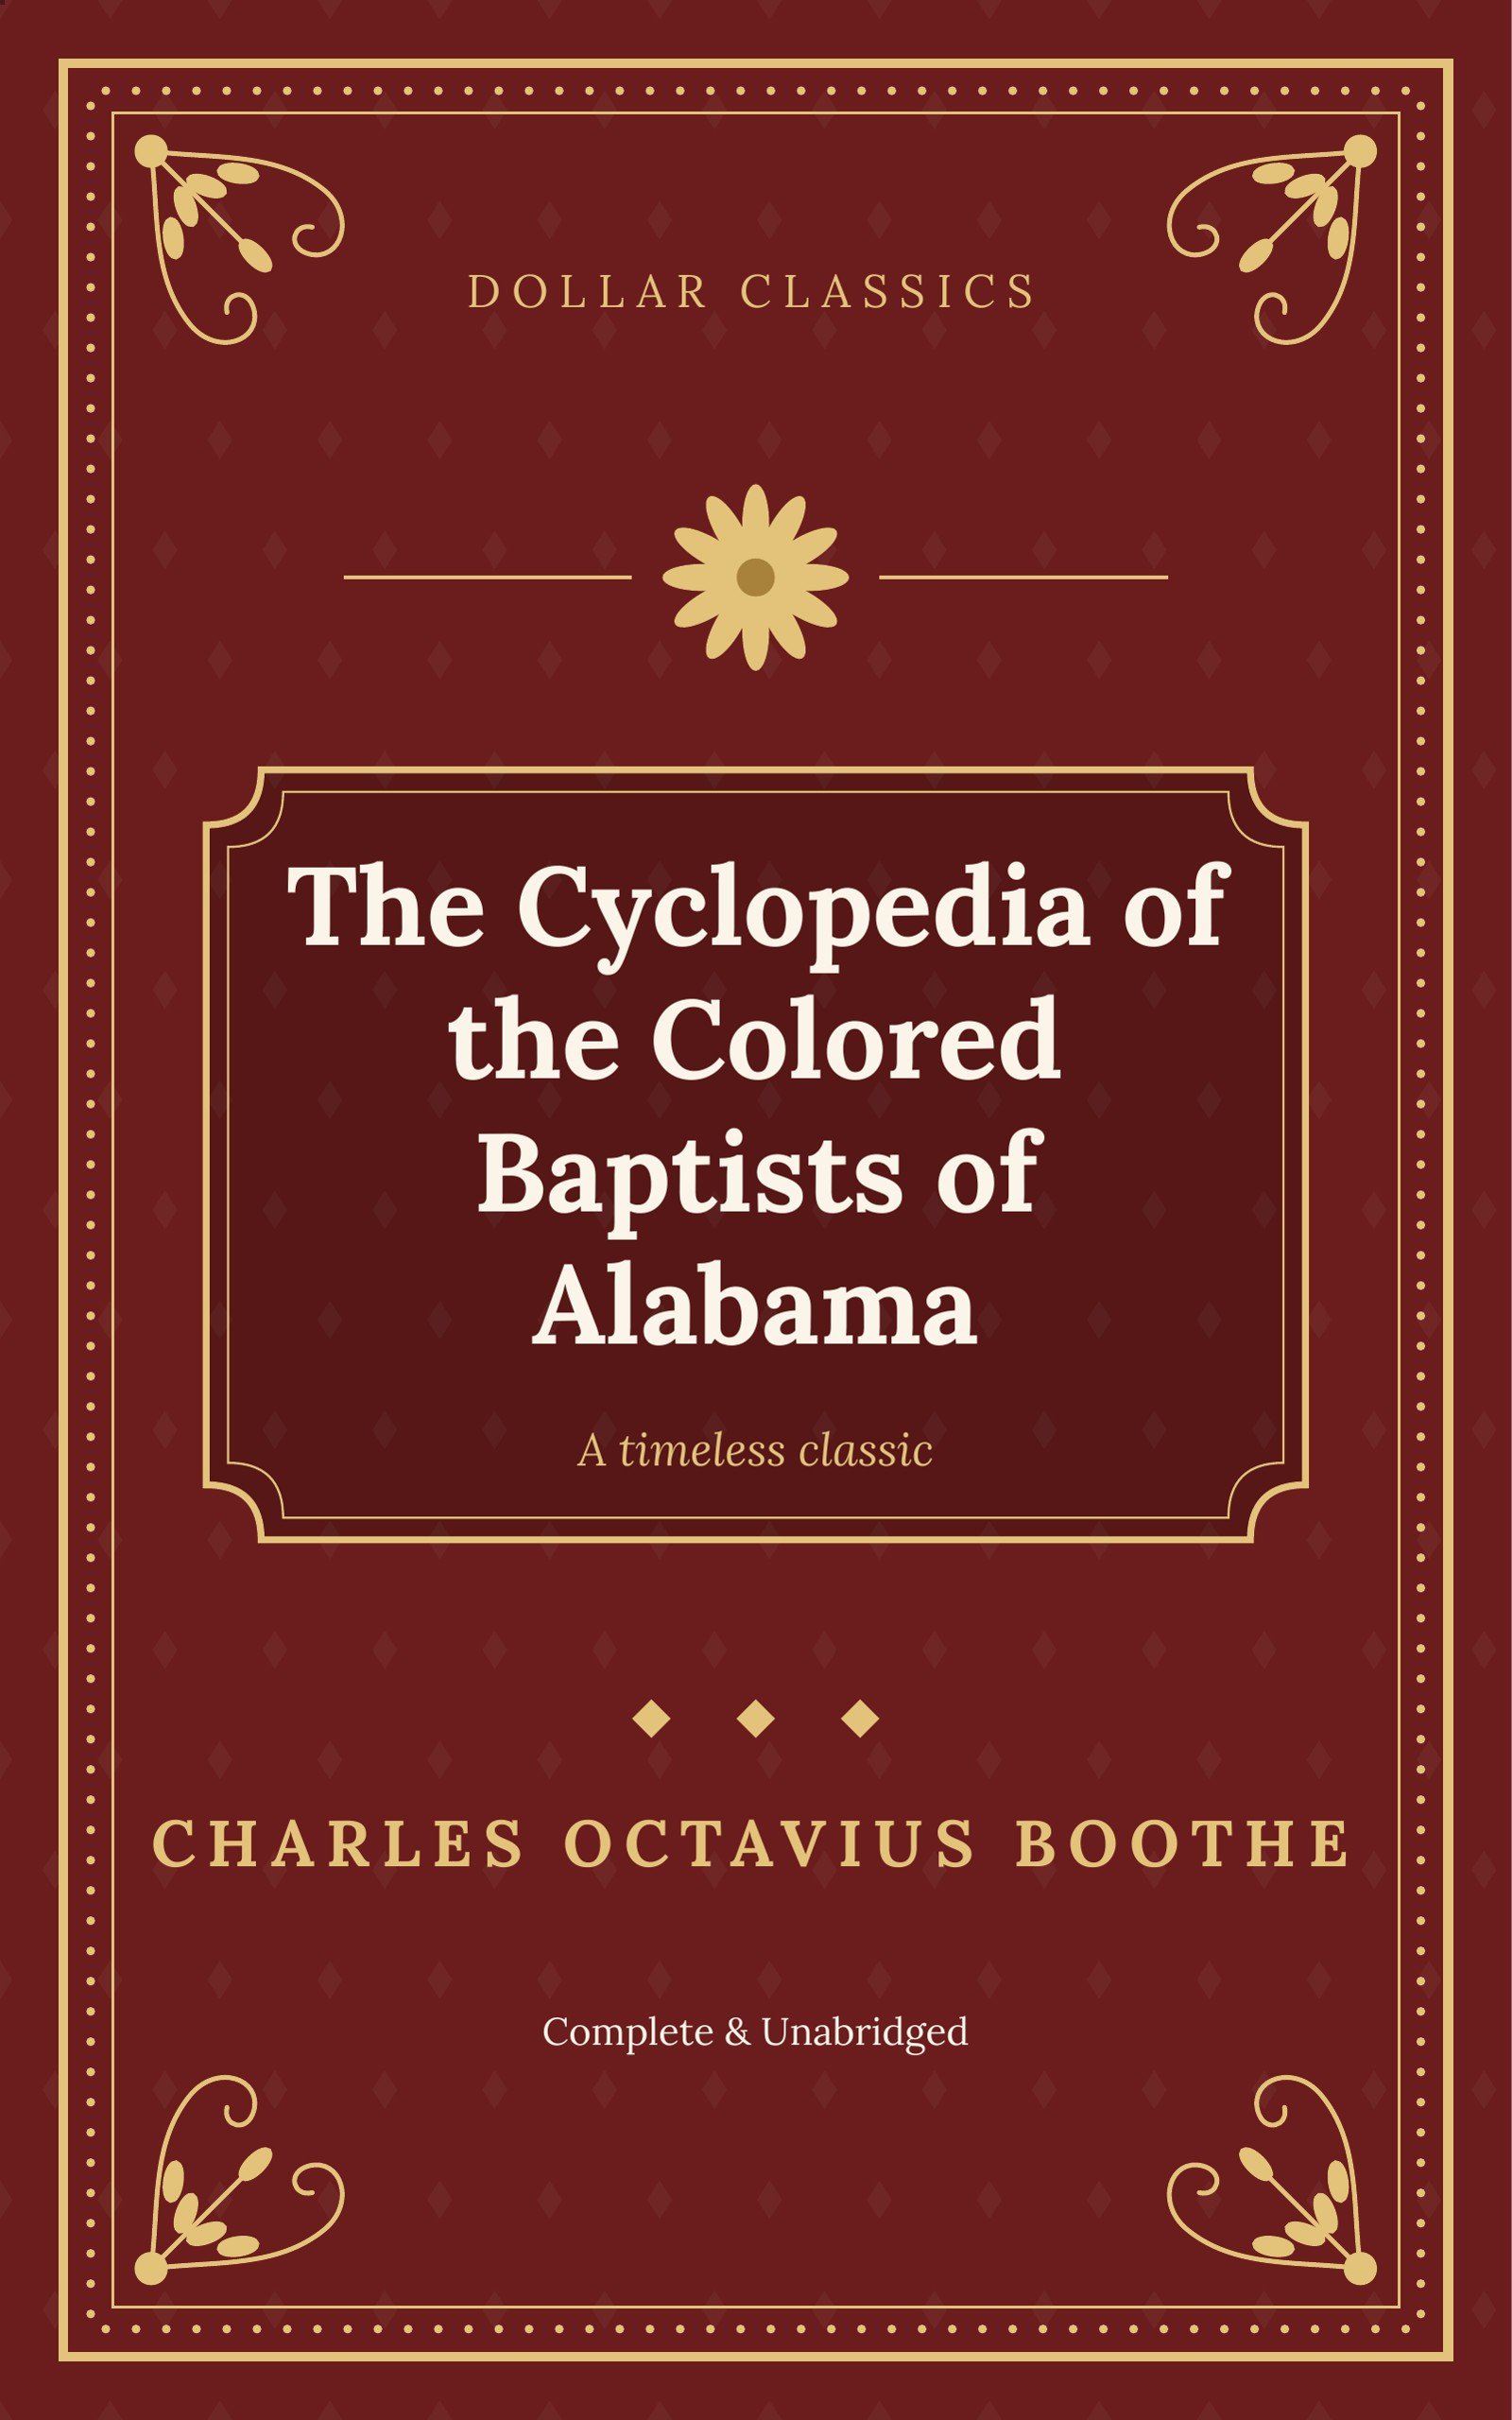 DOLLAR CLASSICS
The Cyclopedia of
the Colored
Baptists of
Alabama
A timeless classic
CHARLES OCTAVIUS BOOTHE
Complete & Unabridged